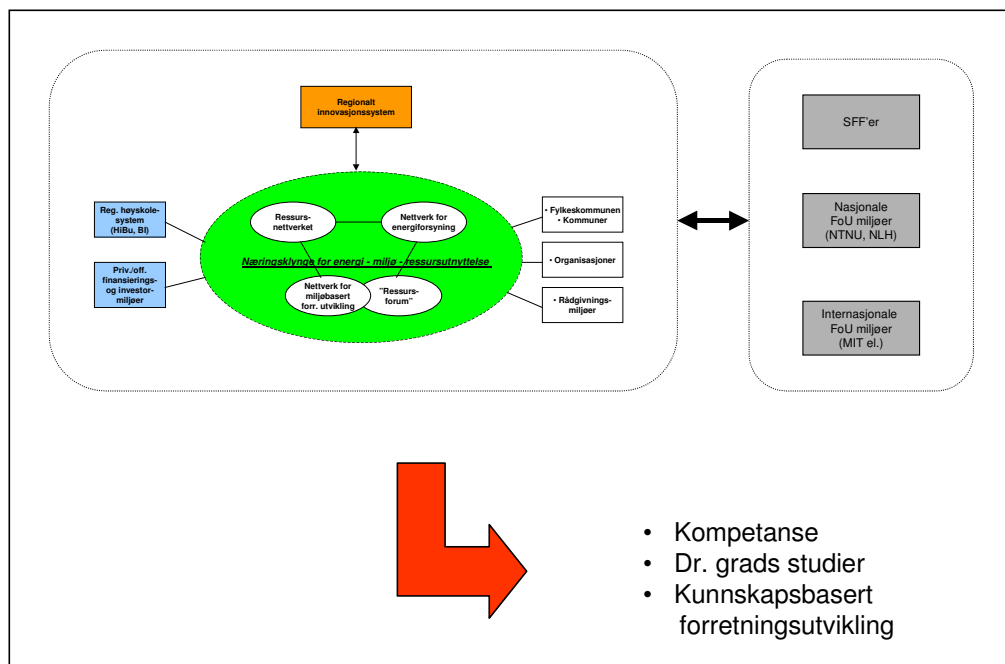 Regionalt
innovasjonssystem
Reg. høyskole-
system
(HiBu, BI)
Priv./off.
finansierings-
og investor-
miljøer
Ressurs-
nettverket
Nettverk for
energiforsyning
Næringsklynge for energi - miljø - ressursutnyttelse
Nettverk for
miljøbasert
forr. utvikling
"Ressurs-
forum"
• Fylkeskommunen
• Kommuner
• Organisasjoner
• Rådgivnings-
miljøer
SFF'er
Nasjonale
FoU miljøer
(NTNU, NLH)
Internasjonale
FoU miljøer
(MIT el.)
• Kompetanse
• Dr. grads studier
• Kunnskapsbasert
forretningsutvikling